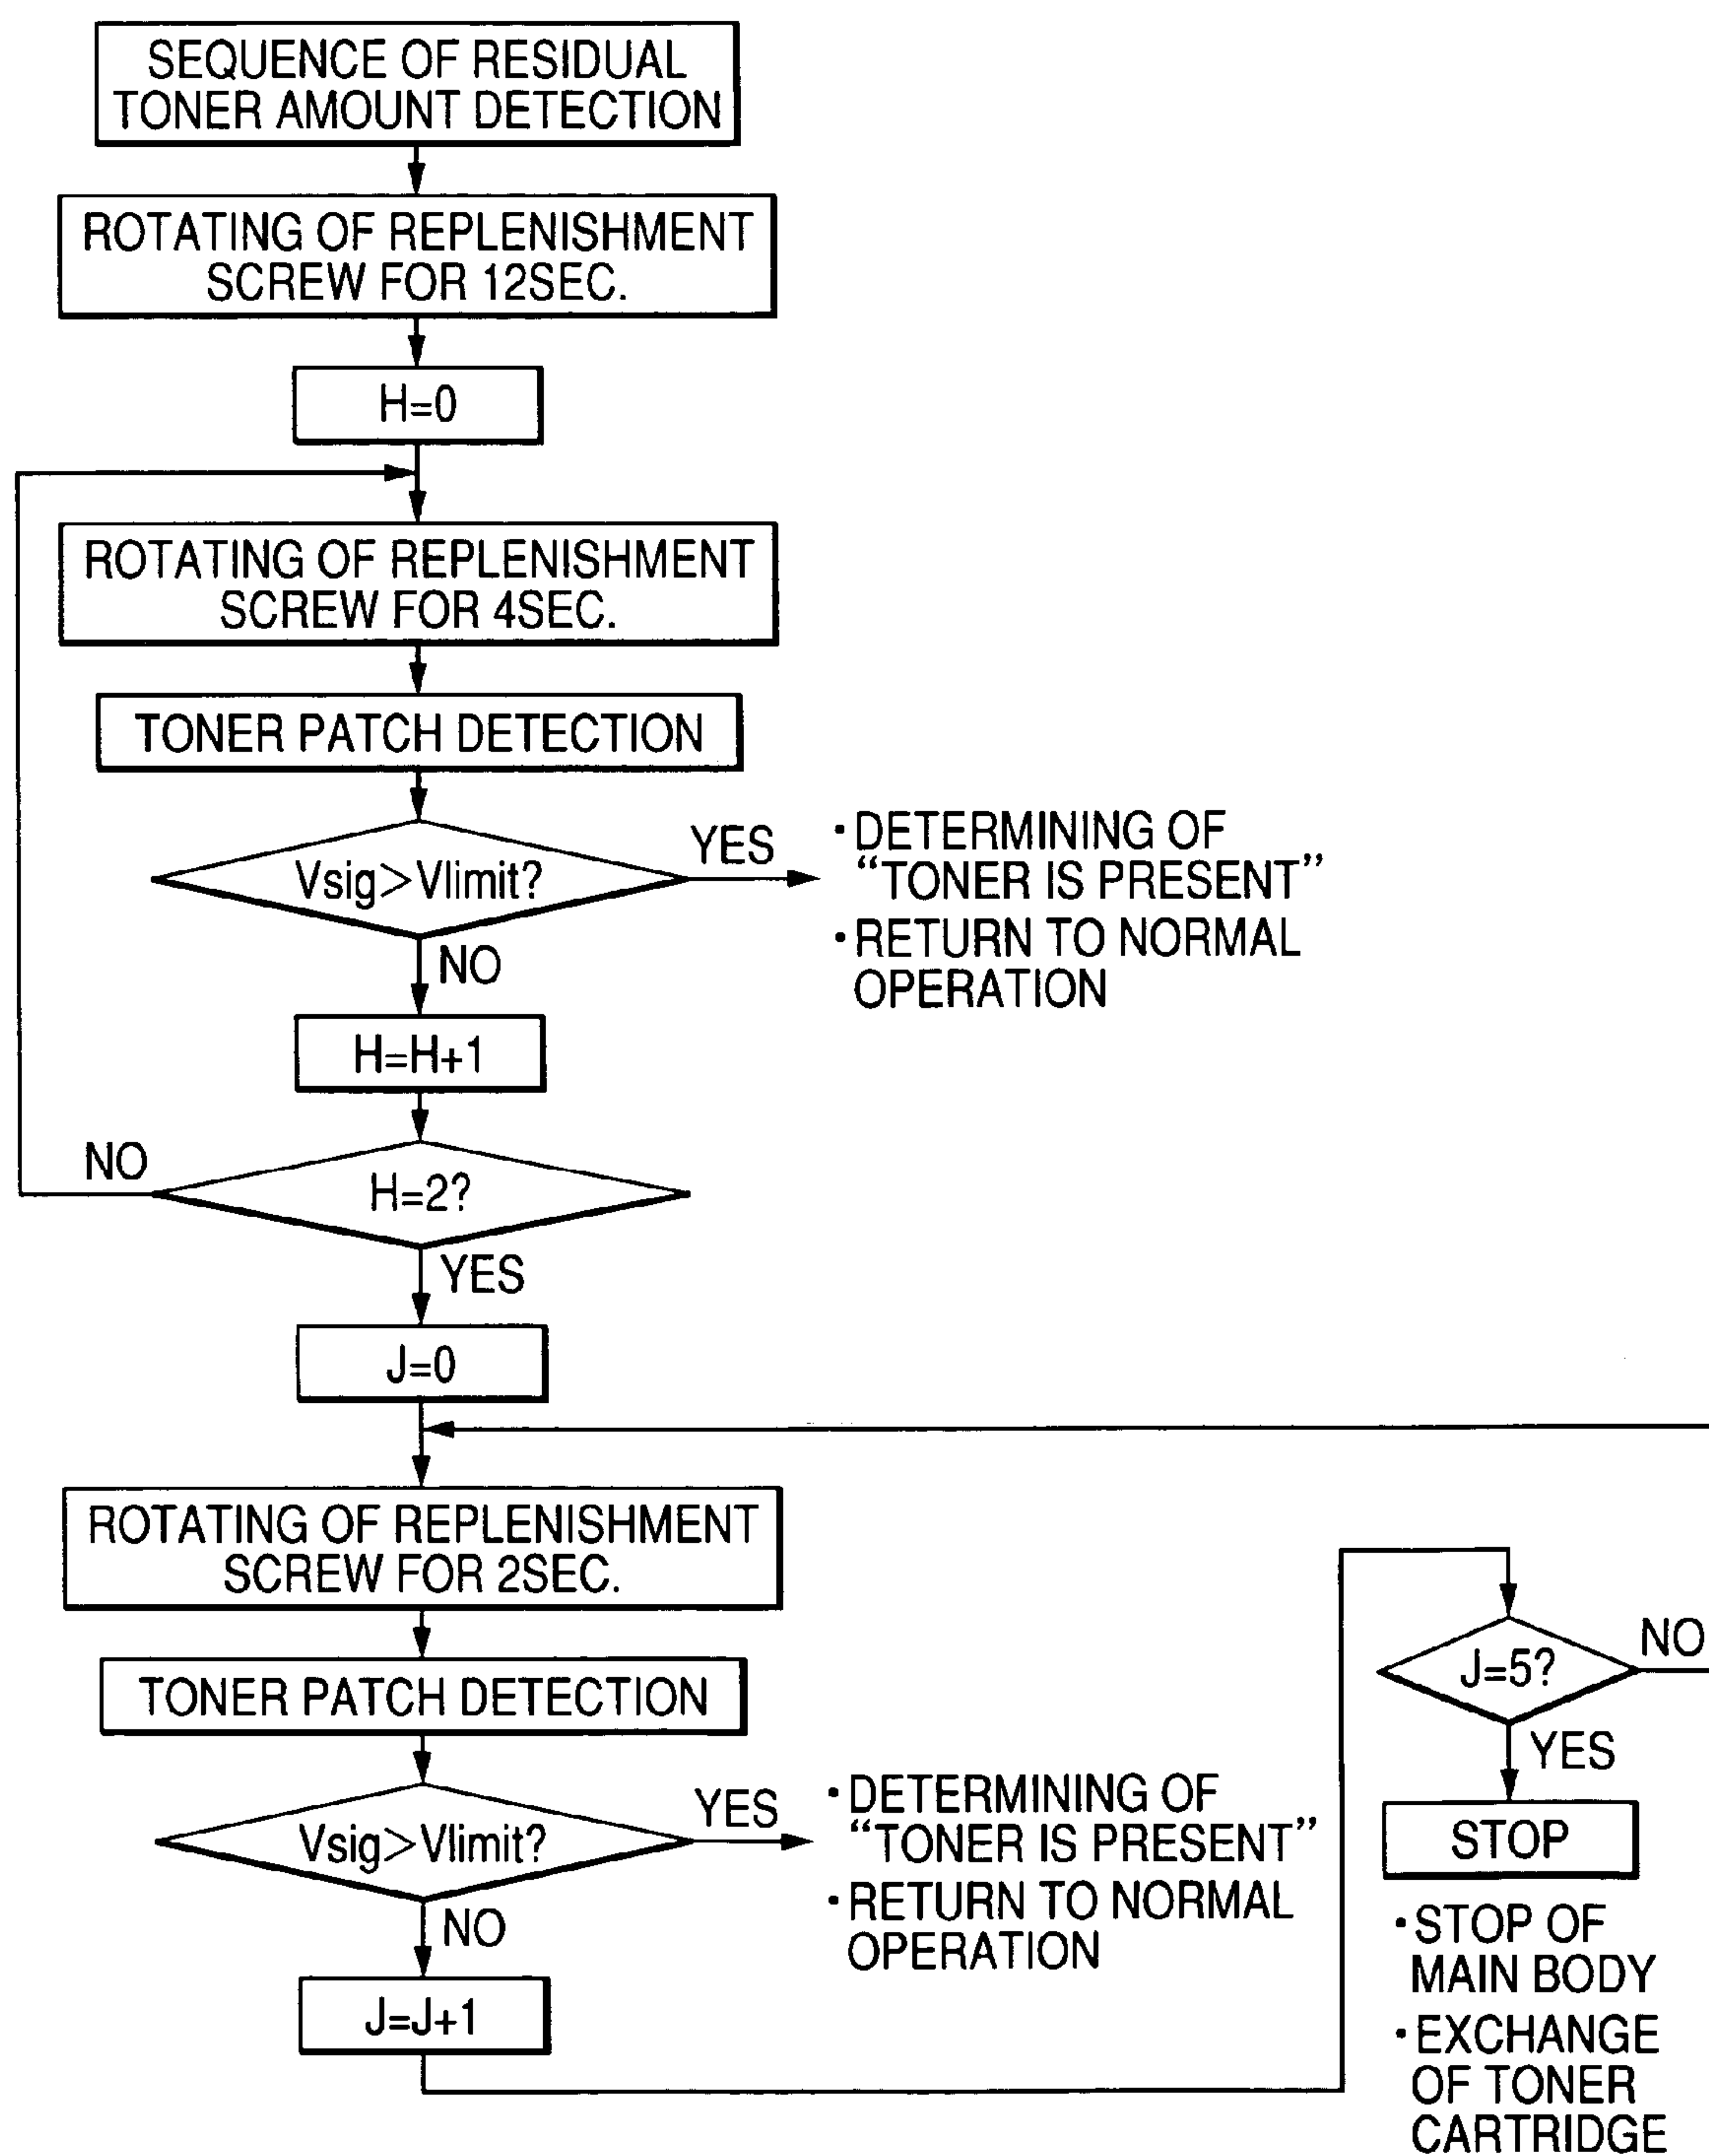 SEQUENCE OF RESIDUAL
TONER AMOUNT DETECTION
ROTATING OF REPLENISHMENT
SCREW FOR 12SEC.
H=0
ROTATING OF REPLENISHMENT
SCREW FOR 4SEC.
TONER PATCH DETECTION
Vsig>Vlimit?
YES
・DETERMINING OF
“TONER IS PRESENT”
・RETURN TO NORMAL
OPERATION
NO
H=H+1
H=2?
NO
YES
J=0
ROTATING OF REPLENISHMENT
SCREW FOR 2SEC.
TONER PATCH DETECTION
Vsig>Vlimit?
YES
・DETERMINING OF
“TONER IS PRESENT”
・RETURN TO NORMAL
OPERATION
NO
J=J+1
J=5?
NO
YES
STOP
・STOP OF
MAIN BODY
・EXCHANGE
OF TONER
CARTRIDGE